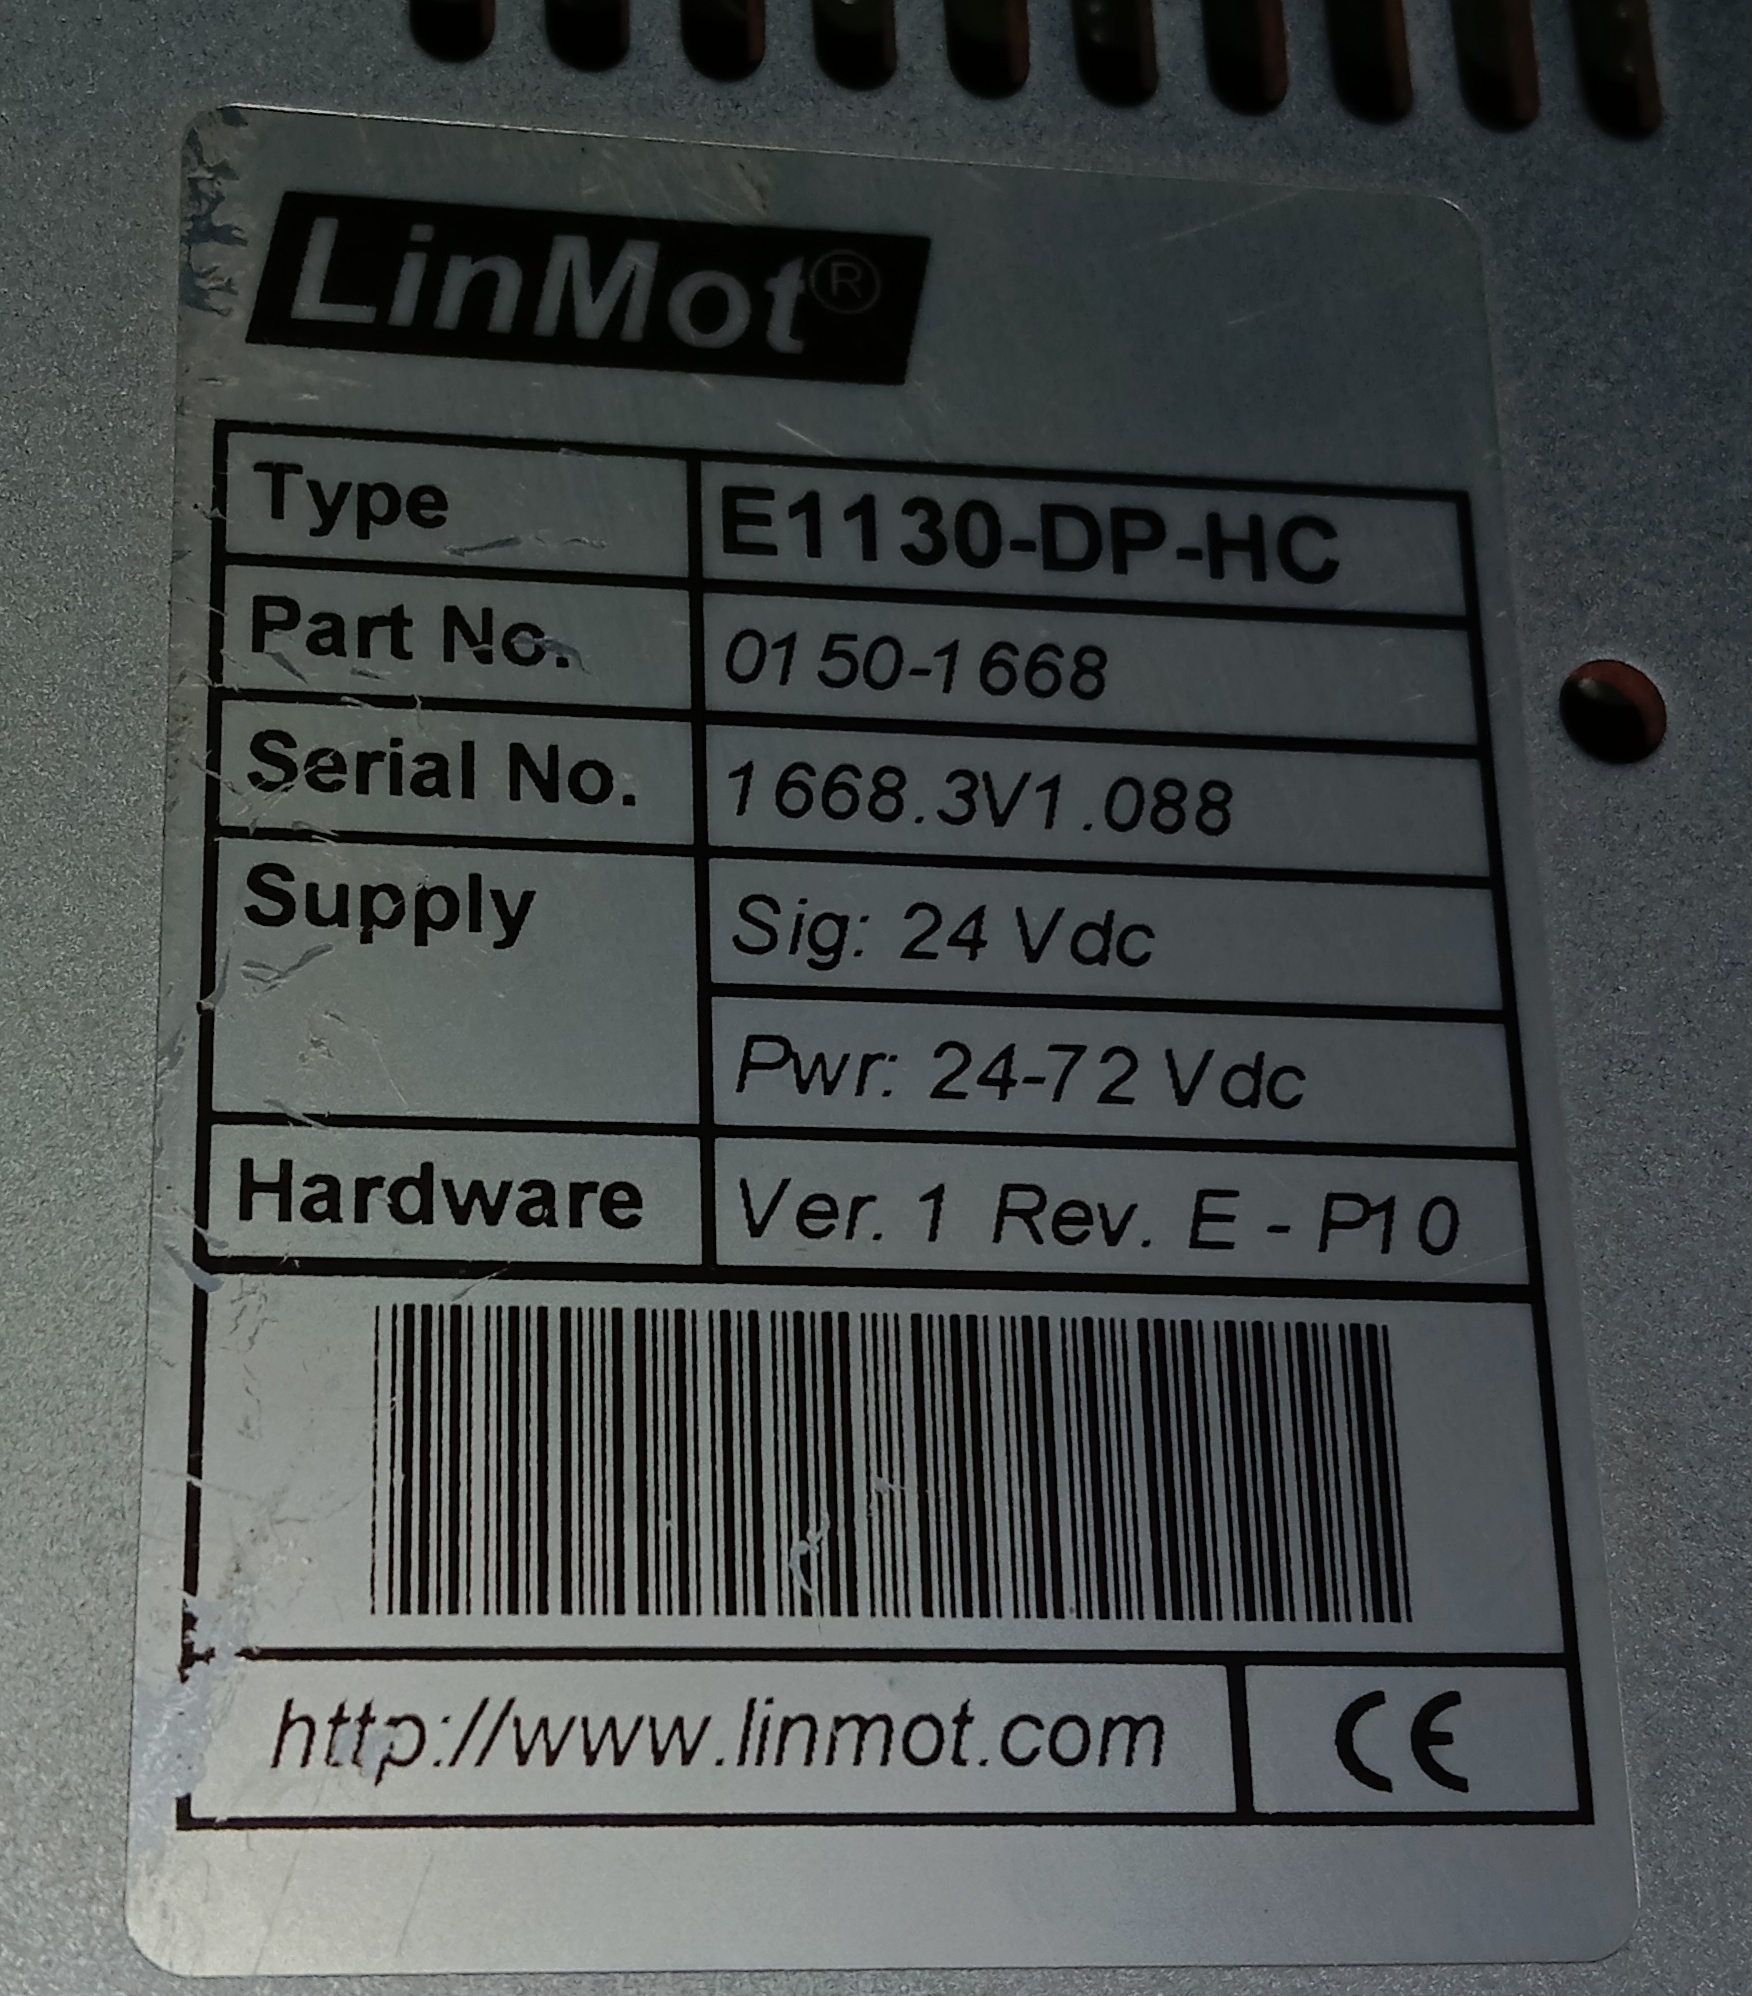 LinMot®
Type E1130-DP-HC
Part No. 0150-1668
Serial No. 1668.3V1.088
Supply Sig: 24 Vdc
Pwr: 24-72 Vdc
Hardware Ver. 1 Rev. E - P10
http://www.linmot.com CE